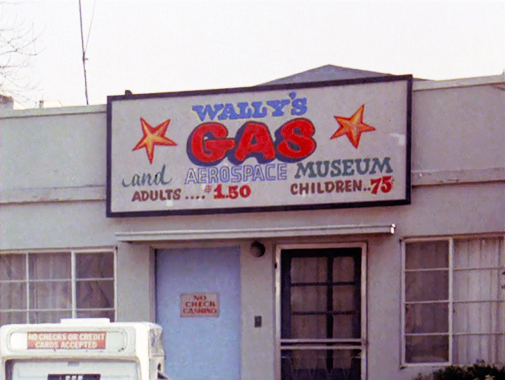 WALLY'S
GAS
and AEROSPACE MUSEUM
ADULTS .... $1.50 CHILDREN..75¢
NO
CHECK
CASHING
NO CHECKS OR CREDIT
CARDS ACCEPTED